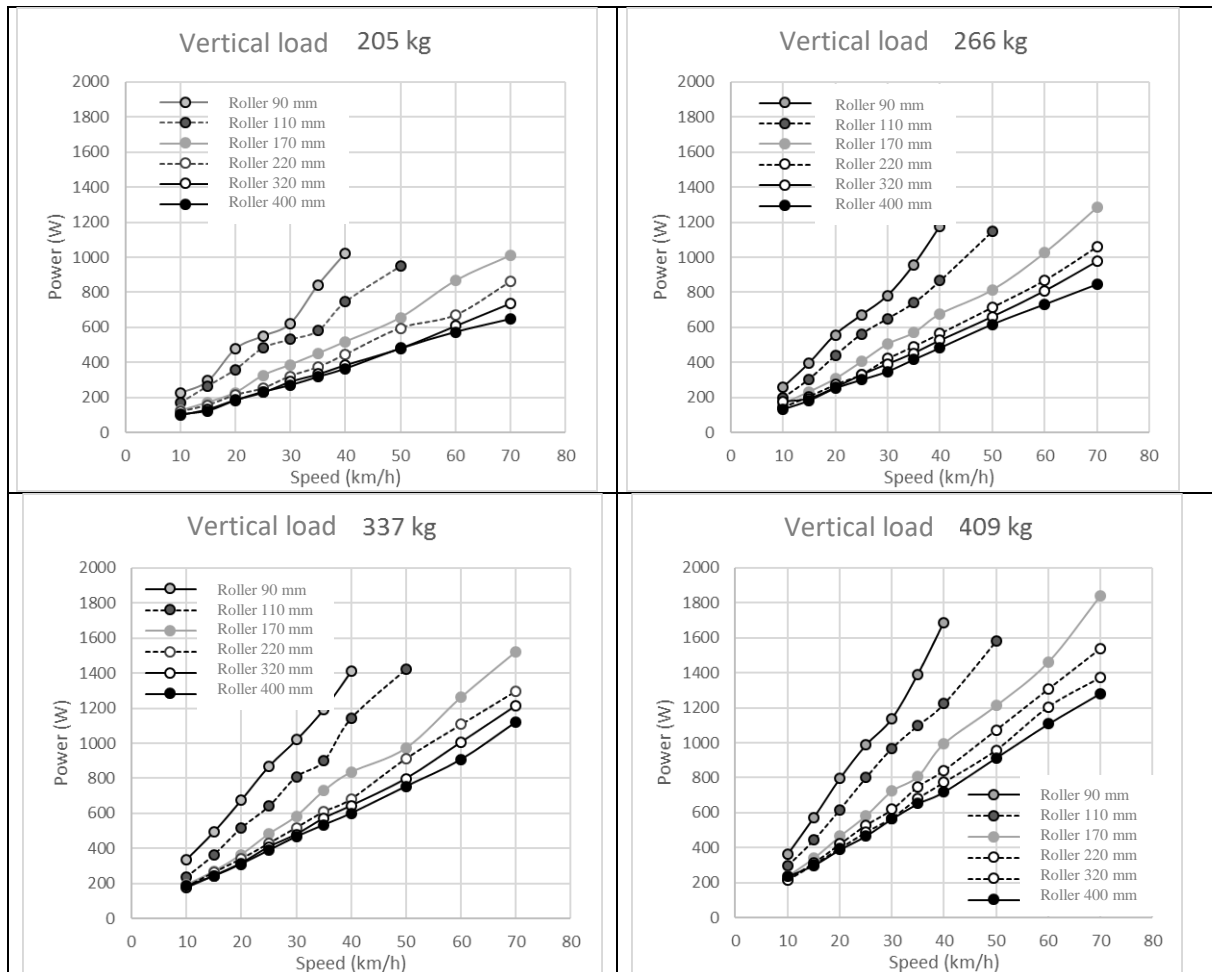 Vertical load 205 kg
2000
1800
1600
1400
1200
1000
800
600
400
200
0
Power (W)
Roller 90 mm
Roller 110 mm
Roller 170 mm
Roller 220 mm
Roller 320 mm
Roller 400 mm
0 10 20 30 40 50 60 70 80
Speed (km/h)
Vertical load 266 kg
2000
1800
1600
1400
1200
1000
800
600
400
200
0
Power (W)
Roller 90 mm
Roller 110 mm
Roller 170 mm
Roller 220 mm
Roller 320 mm
Roller 400 mm
0 10 20 30 40 50 60 70 80
Speed (km/h)
Vertical load 337 kg
2000
1800
1600
1400
1200
1000
800
600
400
200
0
Power (W)
Roller 90 mm
Roller 110 mm
Roller 170 mm
Roller 220 mm
Roller 320 mm
Roller 400 mm
0 10 20 30 40 50 60 70 80
Speed (km/h)
Vertical load 409 kg
2000
1800
1600
1400
1200
1000
800
600
400
200
0
Power (W)
Roller 90 mm
Roller 110 mm
Roller 170 mm
Roller 220 mm
Roller 320 mm
Roller 400 mm
0 10 20 30 40 50 60 70 80
Speed (km/h)